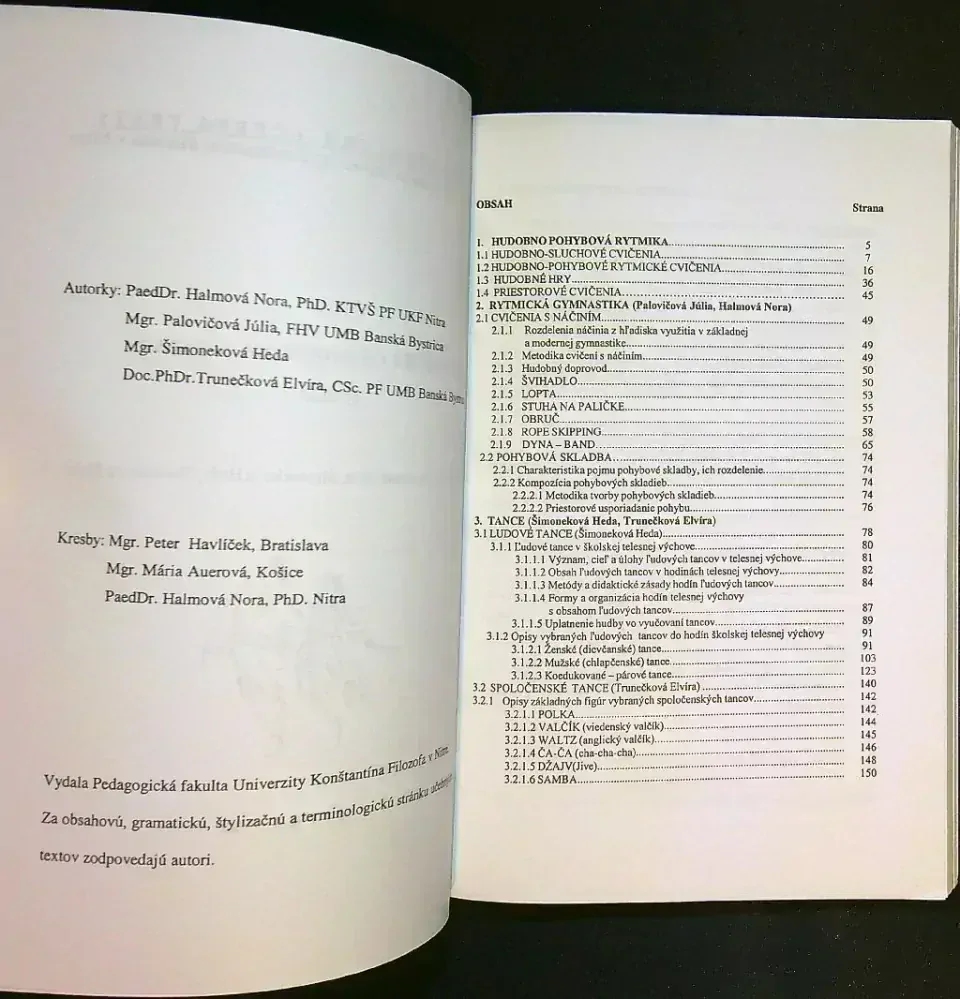 Autorky: PaedDr. Halmová Nora, PhD. KTVŠ PF UKF Nitra
Mgr. Palovičová Júlia, FHV UMB Banská Bystrica
Mgr. Šimoneková Heda
Doc.PhDr.Trunečková Elvíra, CSc. PF UMB Banská
Kresby: Mgr. Peter Havlíček, Bratislava
Mgr. Mária Auerová, Košice
PaedDr. Halmová Nora, PhD. Nitra
Vydala Pedagogická fakulta Univerzity Konštantína Filozofa v Nitre.
Za obsahovú, gramatickú, štylizačnú a terminologickú stránku
textov zodpovedajú autori.
OBSAH Strana
1. HUDOBNO POHYBOVÁ RYTMIKA 5
1.1 HUDOBNO-SLUCHOVÉ CVIČENIA 7
1.2 HUDOBNO-POHYBOVÉ RYTMICKÉ CVIČENIA 16
1.3 HUDOBNÉ HRY 36
1.4 PRIESTOROVÉ CVIČENIA 45
2. RYTMICKÁ GYMNASTIKA (Palovičová Júlia, Halmová Nora)
2.1 CVIČENIA S NÁČINÍM 49
2.1.1 Rozdelenia náčinia z hľadiska využitia v základnej
a modernej gymnastike 49
2.1.2 Metodika cvičení s náčiním 49
2.1.3 Hudobný doprovod 50
2.1.4 ŠVIHADLO 50
2.1.5 LOPTA 53
2.1.6 STUHA NA PALIČKE 55
2.1.7 OBRUČ 57
2.1.8 ROPE SKIPPING 58
2.1.9 DYNA – BAND 65
2.2 POHYBOVÁ SKLADBA 74
2.2.1 Charakteristika pojmu pohybové skladby, ich rozdelenie 74
2.2.2 Kompozícia pohybových skladieb 74
2.2.2.1 Metodika tvorby pohybových skladieb 74
2.2.2.2 Priestorové usporiadanie pohybu 76
3. TANCE (Šimoneková Heda, Trunečková Elvíra)
3.1 ĽUDOVÉ TANCE (Šimoneková Heda) 78
3.1.1 Ľudové tance v školskej telesnej výchove 80
3.1.1.1 Význam, cieľ a úlohy ľudových tancov v telesnej výchove 81
3.1.1.2 Obsah ľudových tancov v hodinách telesnej výchovy 82
3.1.1.3 Metódy a didaktické zásady hodín ľudových tancov 84
3.1.1.4 Formy a organizácia hodín telesnej výchovy
s obsahom ľudových tancov 87
3.1.1.5 Uplatnenie hudby vo vyučovaní tancov 89
3.1.2 Opisy vybraných ľudových tancov do hodín školskej telesnej výchovy 91
3.1.2.1 Ženské (dievčanské) tance 91
3.1.2.2 Mužské (chlapčenské) tance 103
3.1.2.3 Koedukované – párové tance 123
3.2 SPOLOČENSKÉ TANCE (Trunečková Elvíra) 140
3.2.1 Opisy základných figúr vybraných spoločenských tancov 142
3.2.1.1 POLKA 142
3.2.1.2 VALČÍK (viedenský valčík) 144
3.2.1.3 WALTZ (anglický valčík) 145
3.2.1.4 ČA-ČA (cha-cha-cha) 146
3.2.1.5 DŽAJV(Jive) 148
3.2.1.6 SAMBA 150